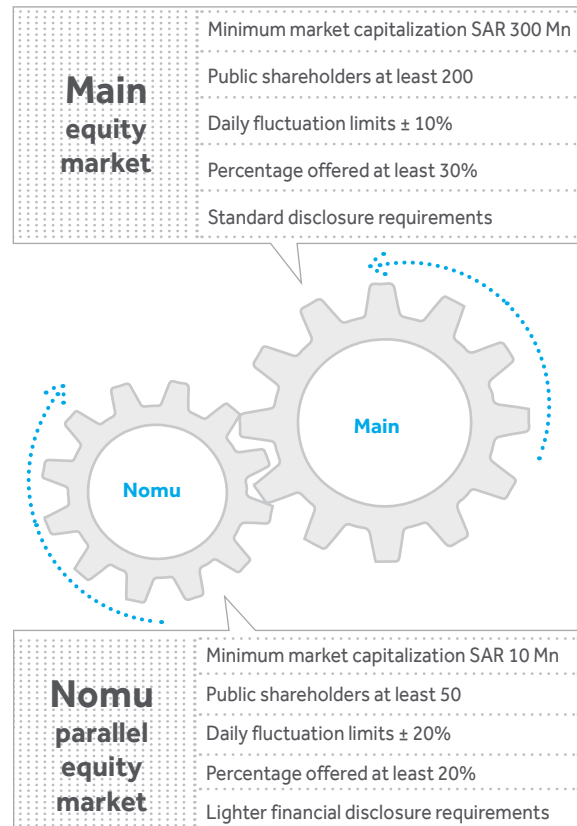 Main
equity
market
Minimum market capitalization SAR 300 Mn
Public shareholders at least 200
Daily fluctuation limits ± 10%
Percentage offered at least 30%
Standard disclosure requirements
Main
Nomu
Nomu
parallel
equity
market
Minimum market capitalization SAR 10 Mn
Public shareholders at least 50
Daily fluctuation limits ± 20%
Percentage offered at least 20%
Lighter financial disclosure requirements